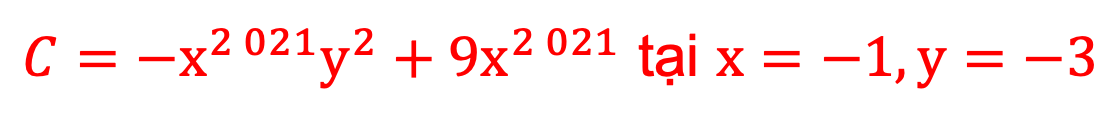 C = −x^{2 021}y^2 + 9x^{2 021} tại x = −1, y = −3